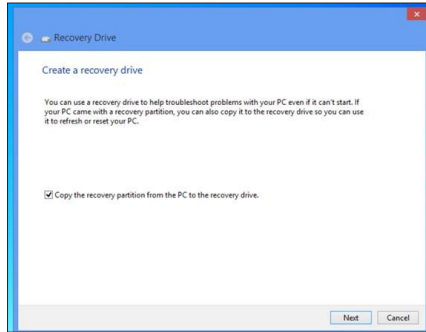 Recovery Drive
Create a recovery drive
You can use a recovery drive to help troubleshoot problems with your PC even if it can't start. If
your PC came with a recovery partition, you can also copy it to the recovery drive so you can use
it to refresh or reset your PC.
Copy the recovery partition from the PC to the recovery drive.
Next Cancel